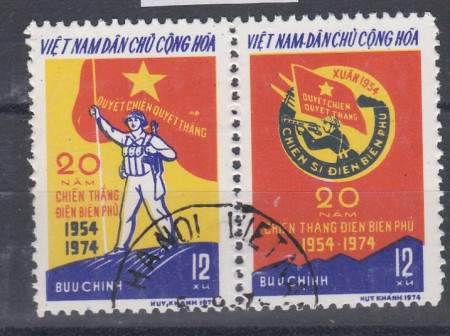 VIỆT NAM DÂN CHỦ CỘNG HÒA
QUYẾT CHIẾN QUYẾT THẮNG
20
NĂM
CHIẾN THẮNG
ĐIỆN BIÊN PHỦ
1954
1974
BƯU CHÍNH
12
XU
HUY KHÁNH 1974
VIỆT NAM DÂN CHỦ CỘNG HÒA
XUÂN 1954
QUYẾT CHIẾN
QUYẾT THẮNG
CHIẾN SĨ ĐIỆN BIÊN PHỦ
20
NĂM
CHIẾN THẮNG ĐIỆN BIÊN PHỦ
1954-1974
BƯU CHÍNH
12
XU
HUY KHÁNH 1974
HANOI VIETNAM